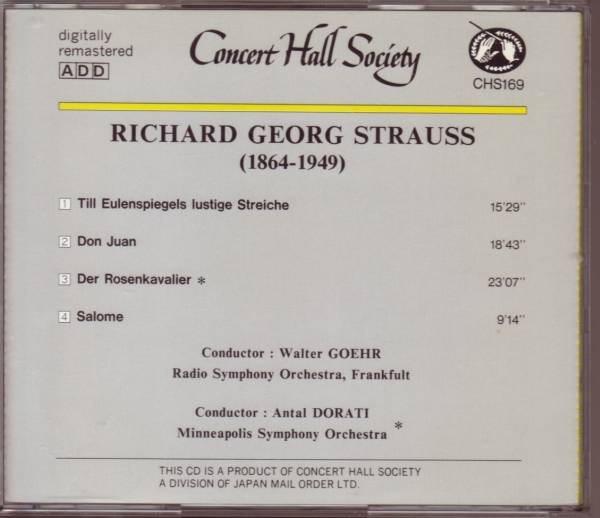 digitally
remastered
ADD
Concert Hall Society
CHS169
RICHARD GEORG STRAUSS
(1864-1949)
1 Till Eulenspiegels lustige Streiche 15'29"
2 Don Juan 18'43"
3 Der Rosenkavalier * 23'07"
4 Salome 9'14"
Conductor : Walter GOEHR
Radio Symphony Orchestra, Frankfult
Conductor : Antal DORATI
Minneapolis Symphony Orchestra *
THIS CD IS A PRODUCT OF CONCERT HALL SOCIETY
A DIVISION OF JAPAN MAIL ORDER LTD.